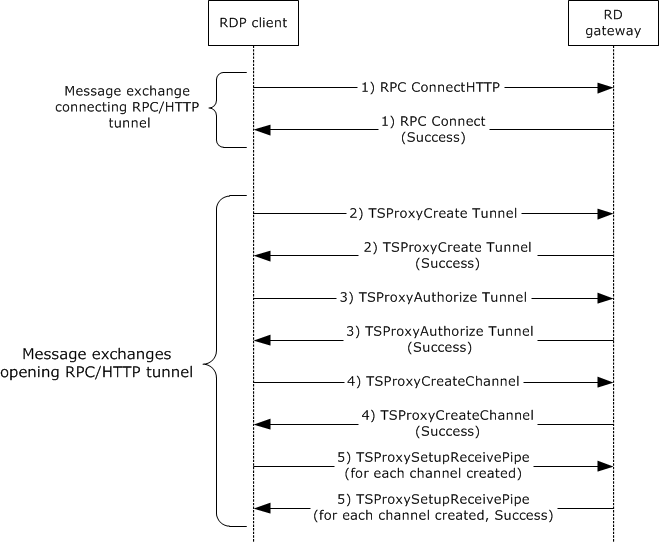 RDP client
RD
gateway
Message exchange
connecting RPC/HTTP
tunnel
1) RPC ConnectHTTP
1) RPC Connect
(Success)
Message exchanges
opening RPC/HTTP tunnel
2) TSProxyCreate Tunnel
2) TSProxyCreate Tunnel
(Success)
3) TSProxyAuthorize Tunnel
3) TSProxyAuthorize Tunnel
(Success)
4) TSProxyCreateChannel
4) TSProxyCreateChannel
(Success)
5) TSProxySetupReceivePipe
(for each channel created)
5) TSProxySetupReceivePipe
(for each channel created, Success)